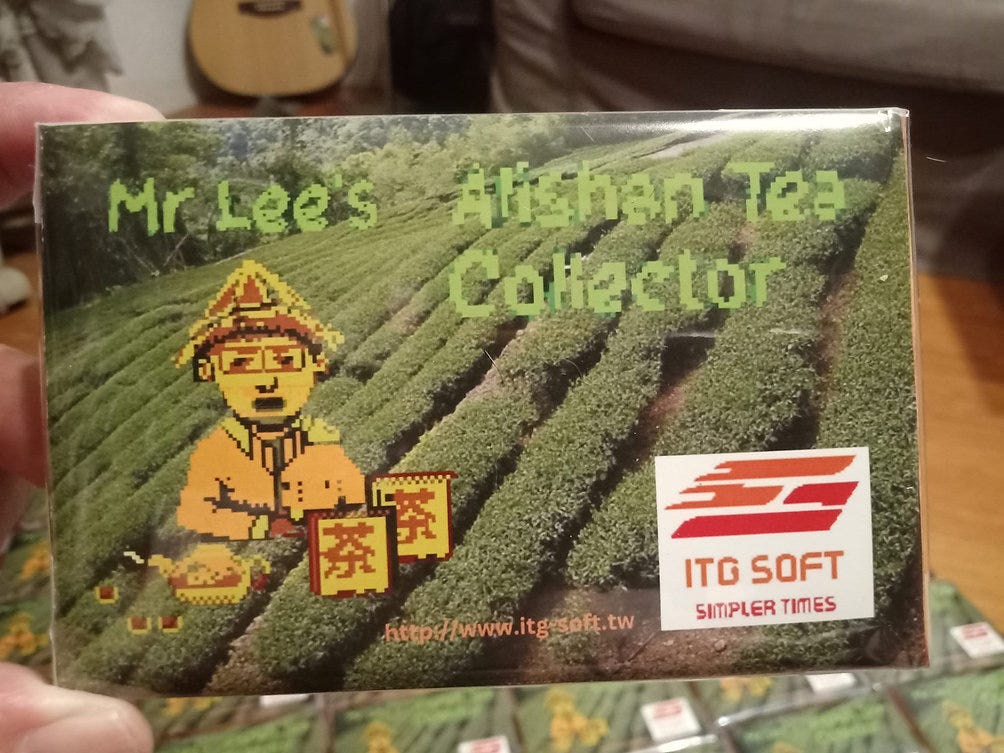 Mr Lee's Alishan Tea
Collector
茶
茶
ITG SOFT
SIMPLER TIMES
http://www.itg-soft.tw